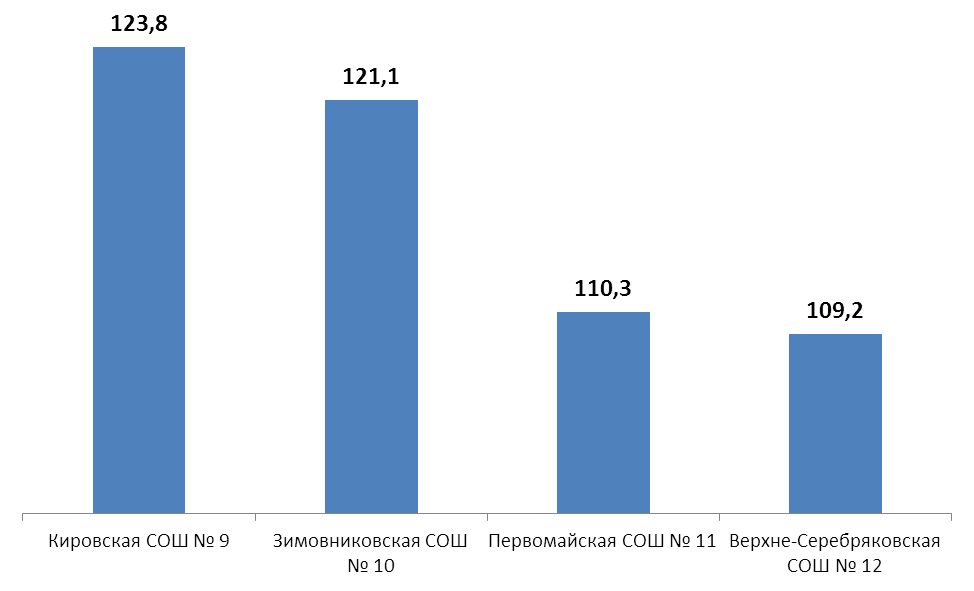 123,8
121,1
110,3
109,2
Кировская СОШ № 9
Зимовниковская СОШ
№ 10
Первомайская СОШ № 11
Верхне-Серебряковская
СОШ № 12